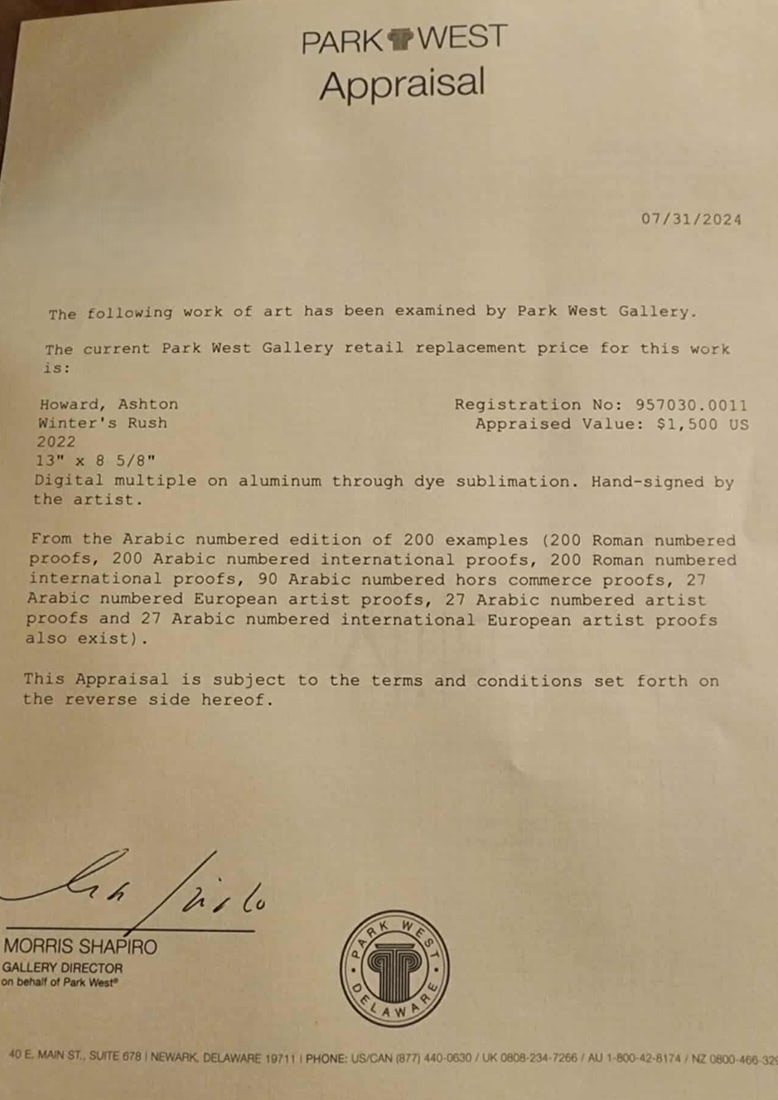 PARK WEST
Appraisal
07/31/2024
The following work of art has been examined by Park West Gallery.
The current Park West Gallery retail replacement price for this work
is:
Howard, Ashton
Registration No: 957030.0011
Winter's Rush
Appraised Value: $1,500 US
2022
13" x 8 5/8"
Digital multiple on aluminum through dye sublimation. Hand-signed by
the artist.
From the Arabic numbered edition of 200 examples (200 Roman numbered
proofs, 200 Arabic numbered international proofs, 200 Roman numbered
international proofs, 90 Arabic numbered hors commerce proofs, 27
Arabic numbered European artist proofs, 27 Arabic numbered artist
proofs and 27 Arabic numbered international European artist proofs
also exist).
This Appraisal is subject to the terms and conditions set forth on
the reverse side hereof.
MORRIS SHAPIRO
GALLERY DIRECTOR
on behalf of Park West®
PARK WEST
DELAWARE
40 E. MAIN ST., SUITE 678 | NEWARK, DELAWARE 19711 | PHONE: US/CAN (877) 440-0630 / UK 0808-234-7266 / AU 1-800-42-8174 / NZ 0800-466-